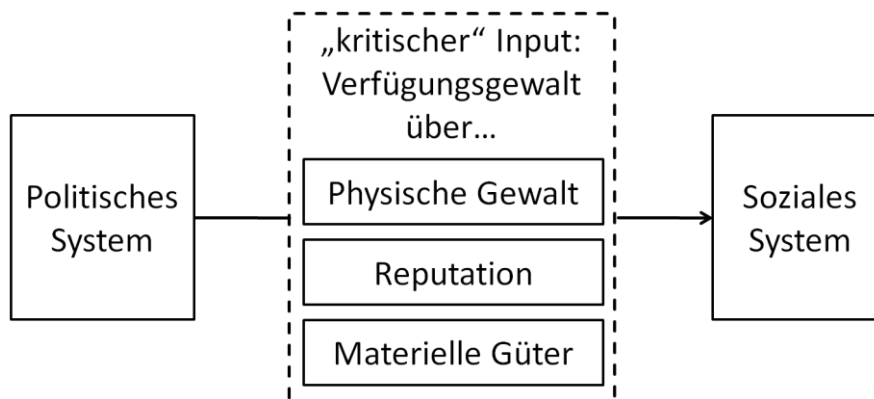 Politisches
System
„kritischer“ Input:
Verfügungsgewalt
über…
Physische Gewalt
Reputation
Materielle Güter
Soziales
System